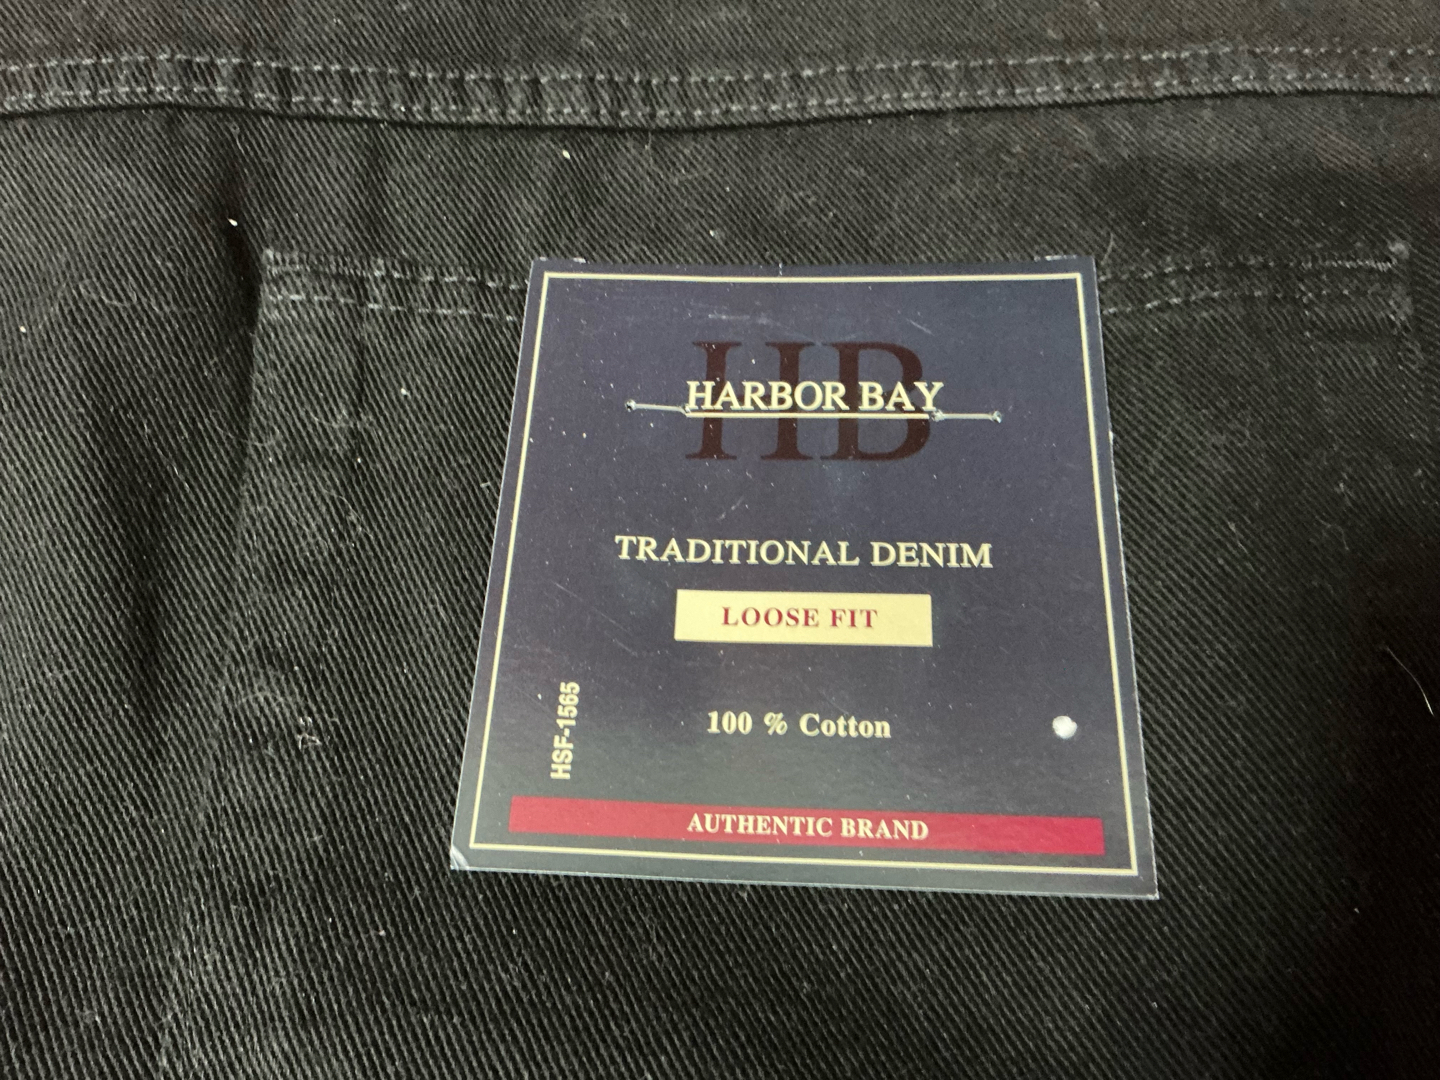 HB
HARBOR BAY
TRADITIONAL DENIM
LOOSE FIT
100 % Cotton
HSF-1565
AUTHENTIC BRAND